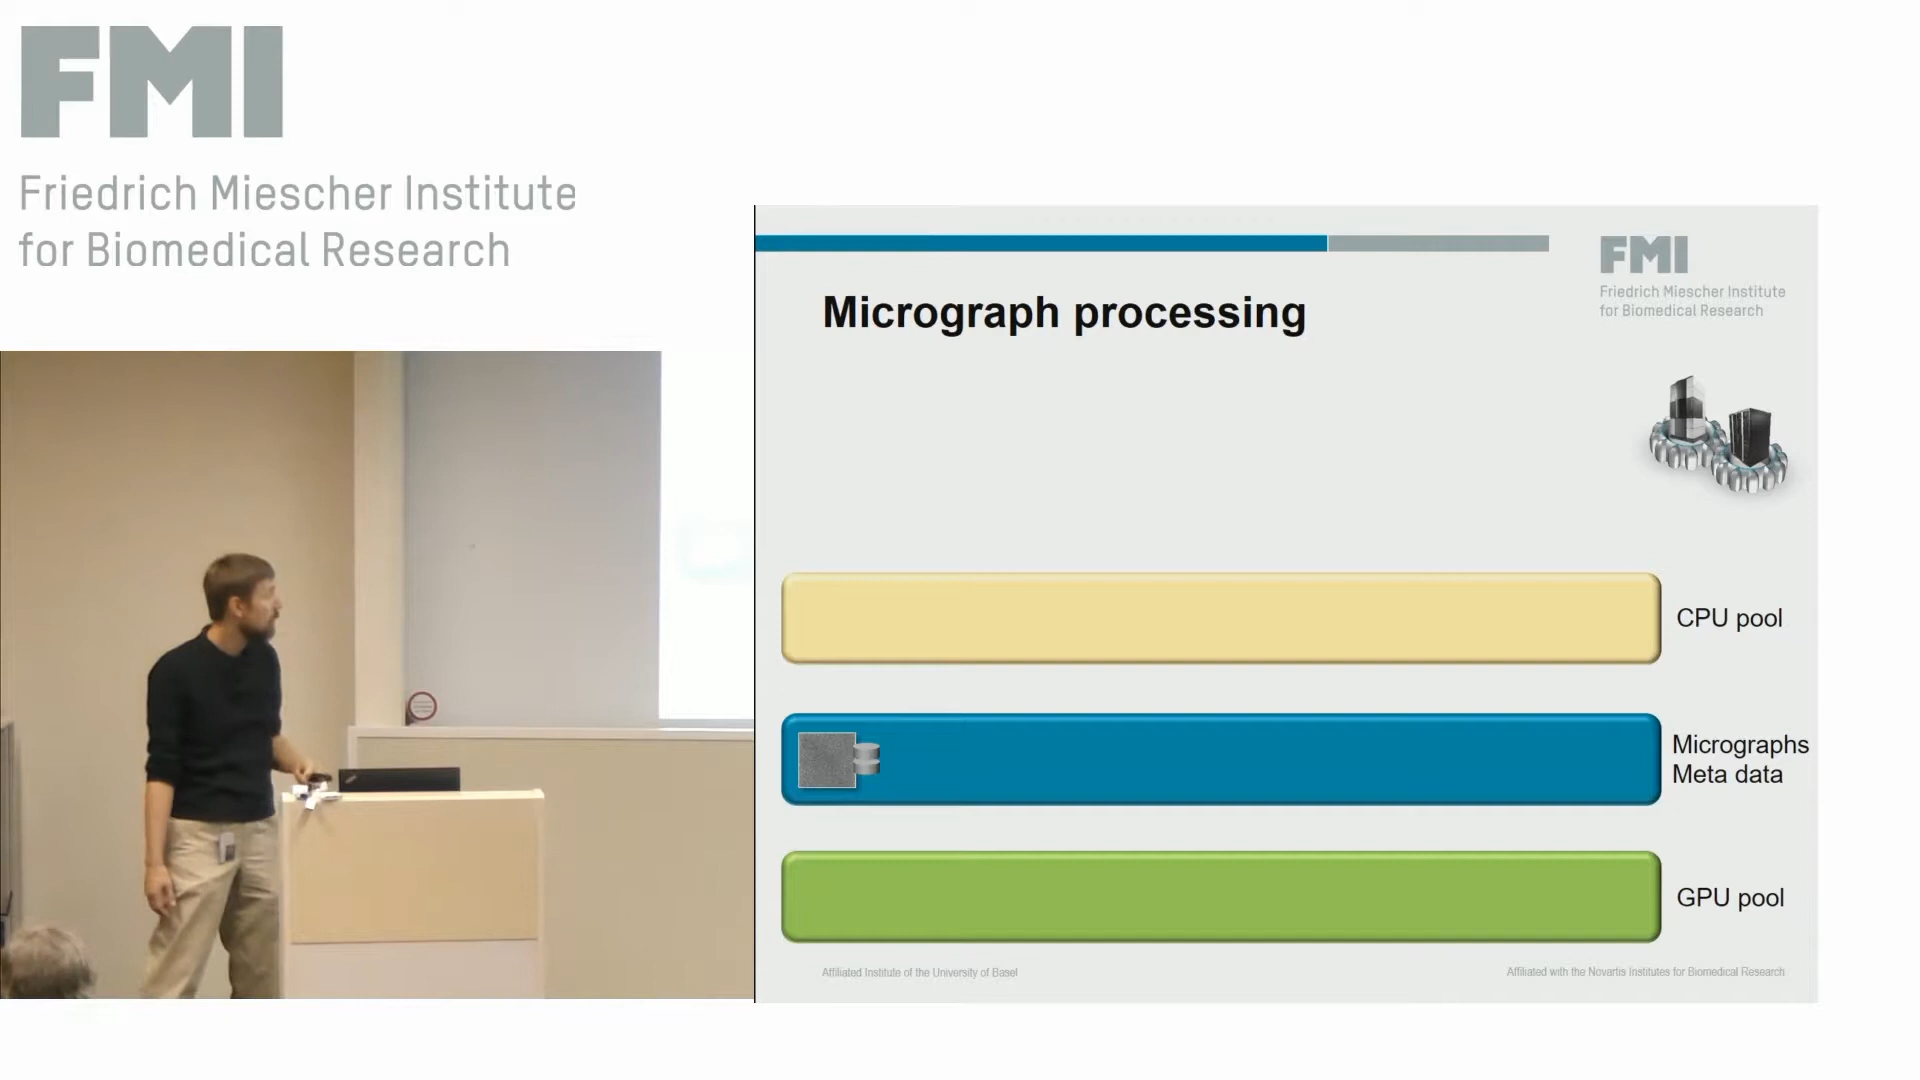 FMI
Friedrich Miescher Institute
for Biomedical Research
FMI
Friedrich Miescher Institute
for Biomedical Research
Micrograph processing
CPU pool
Micrographs
Meta data
GPU pool
Affiliated Institute of the University of Basel
Affiliated with the Novartis Institutes for Biomedical Research